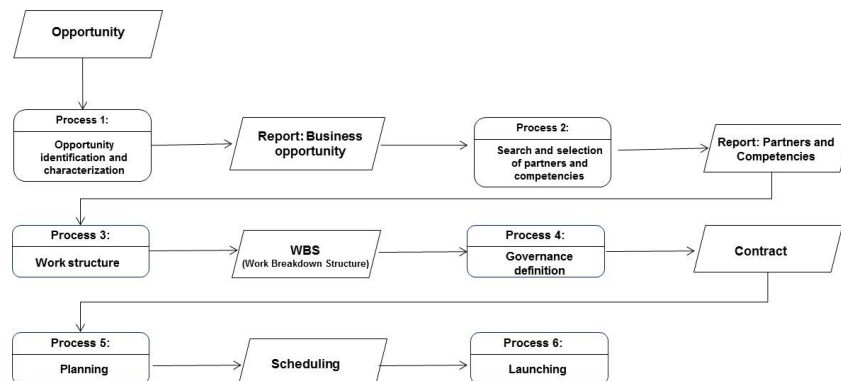 Opportunity
Process 1:
Opportunity
identification and
characterization
Report: Business
opportunity
Process 2:
Search and selection
of partners and
competencies
Report: Partners and
Competencies
Process 3:
Work structure
WBS
(Work Breakdown Structure)
Process 4:
Governance
definition
Contract
Process 5:
Planning
Scheduling
Process 6:
Launching